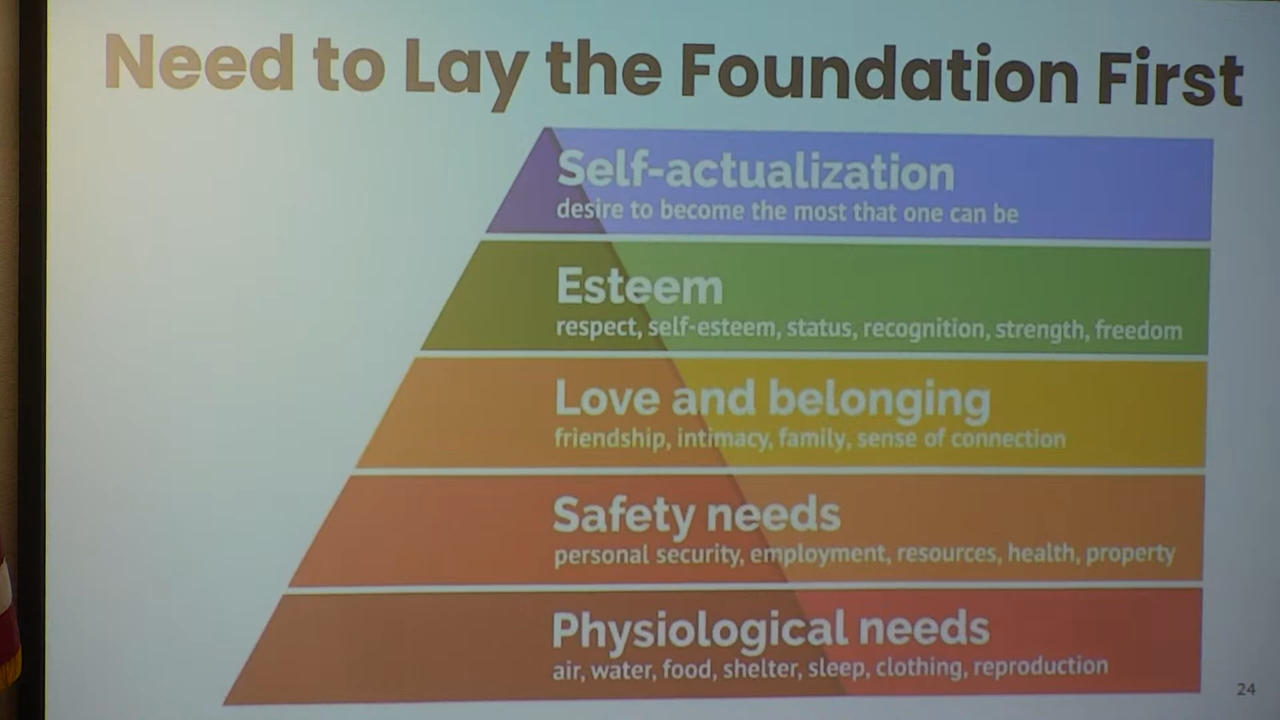 Need to Lay the Foundation First
Self-actualization
desire to become the most that one can be
Esteem
respect, self-esteem, status, recognition, strength, freedom
Love and belonging
friendship, intimacy, family, sense of connection
Safety needs
personal security, employment, resources, health, property
Physiological needs
air, water, food, shelter, sleep, clothing, reproduction
24